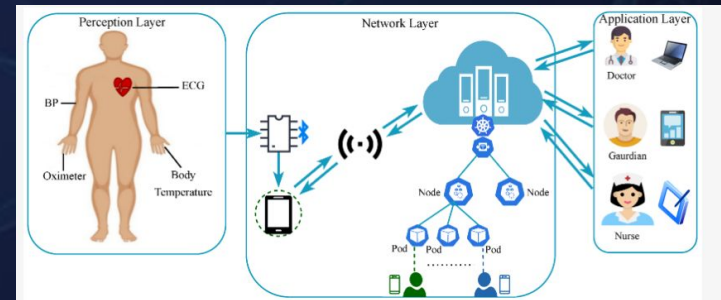 Perception Layer
Network Layer
Application Layer
ECG
BP
Oximeter
Body
Temperature
Node
Node
Pod
Pod
Pod
Doctor
Gaurdian
Nurse